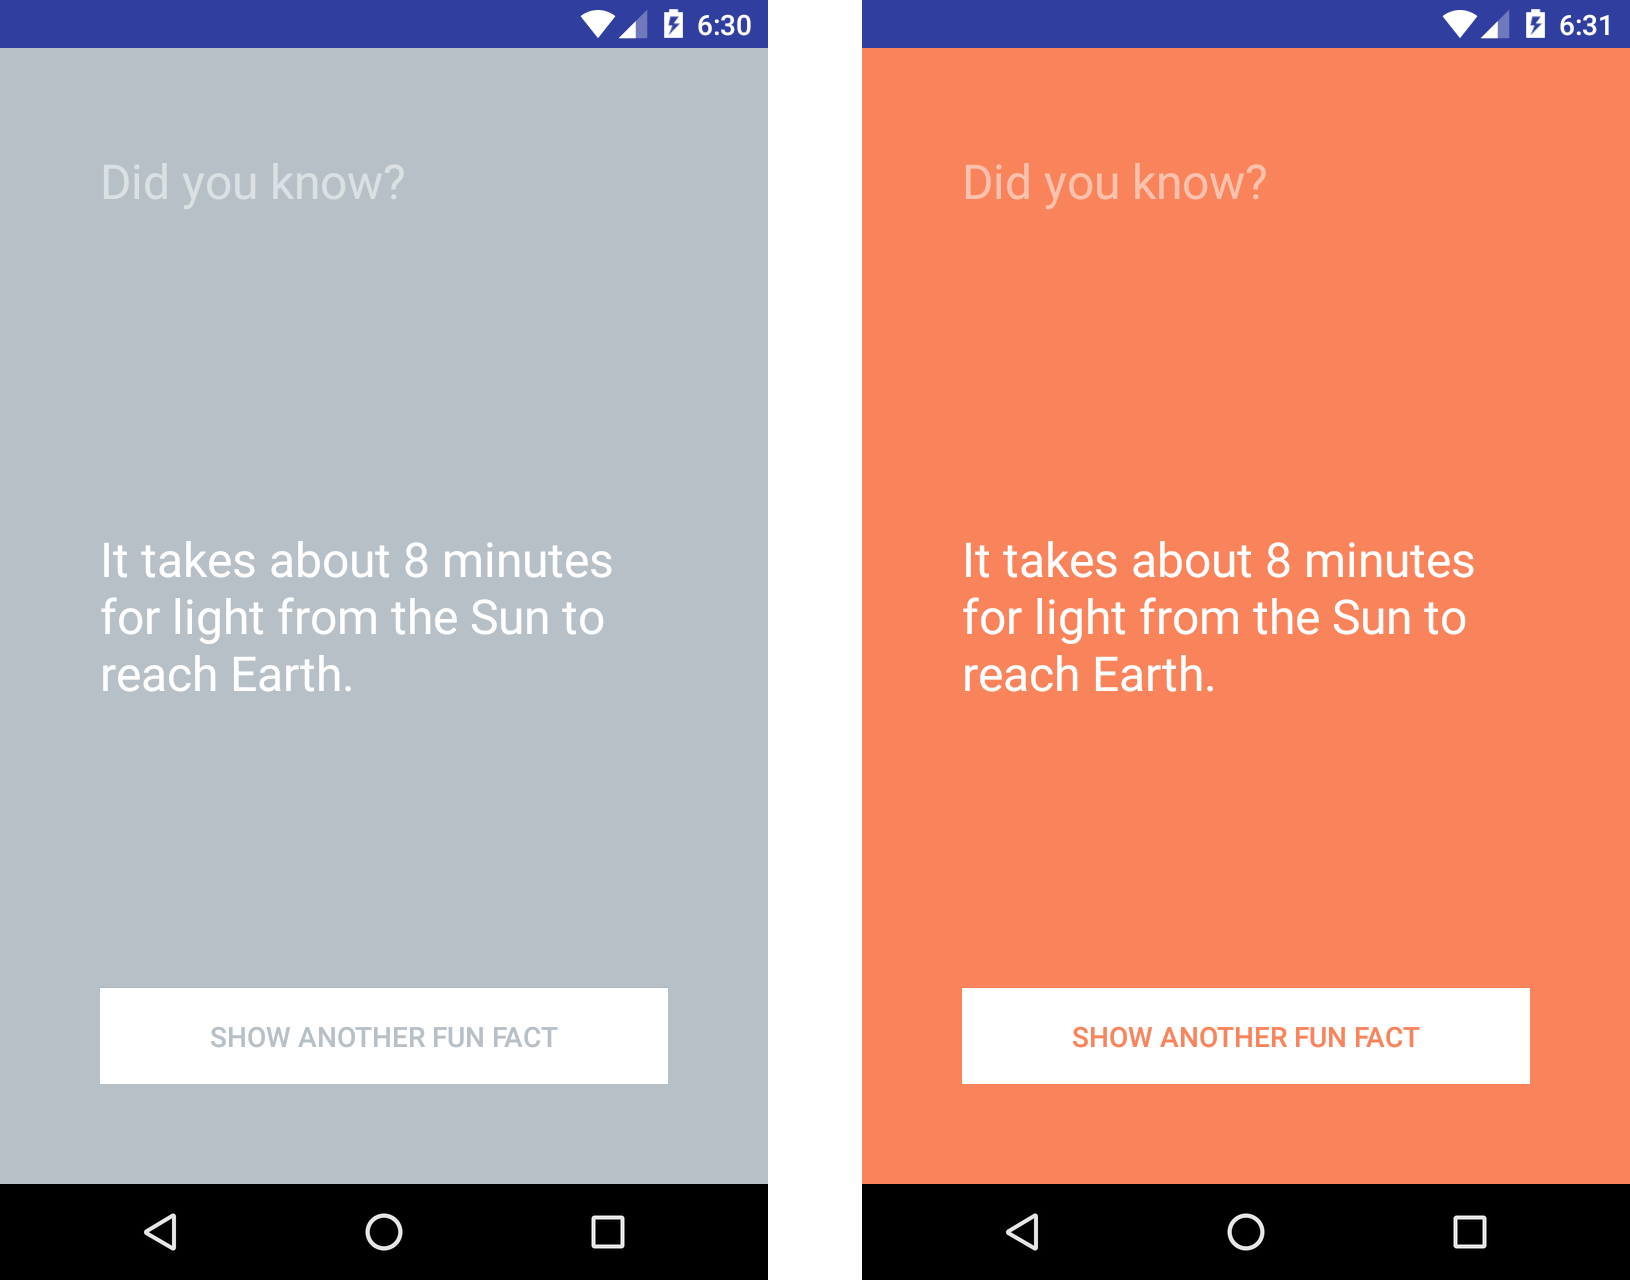 6:30
Did you know?
It takes about 8 minutes
for light from the Sun to
reach Earth.
SHOW ANOTHER FUN FACT
6:31
Did you know?
It takes about 8 minutes
for light from the Sun to
reach Earth.
SHOW ANOTHER FUN FACT